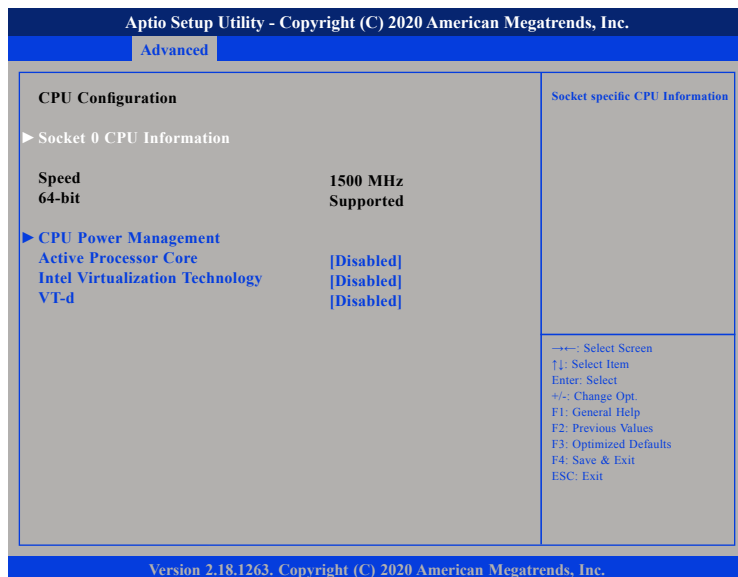 Aptio Setup Utility - Copyright (C) 2020 American Megatrends, Inc.
Advanced
CPU Configuration
Socket specific CPU Information
► Socket 0 CPU Information
Speed 1500 MHz
64-bit Supported
► CPU Power Management
Active Processor Core [Disabled]
Intel Virtualization Technology [Disabled]
VT-d [Disabled]
→←: Select Screen
↑↓: Select Item
Enter: Select
+/-: Change Opt.
F1: General Help
F2: Previous Values
F3: Optimized Defaults
F4: Save & Exit
ESC: Exit
Version 2.18.1263. Copyright (C) 2020 American Megatrends, Inc.